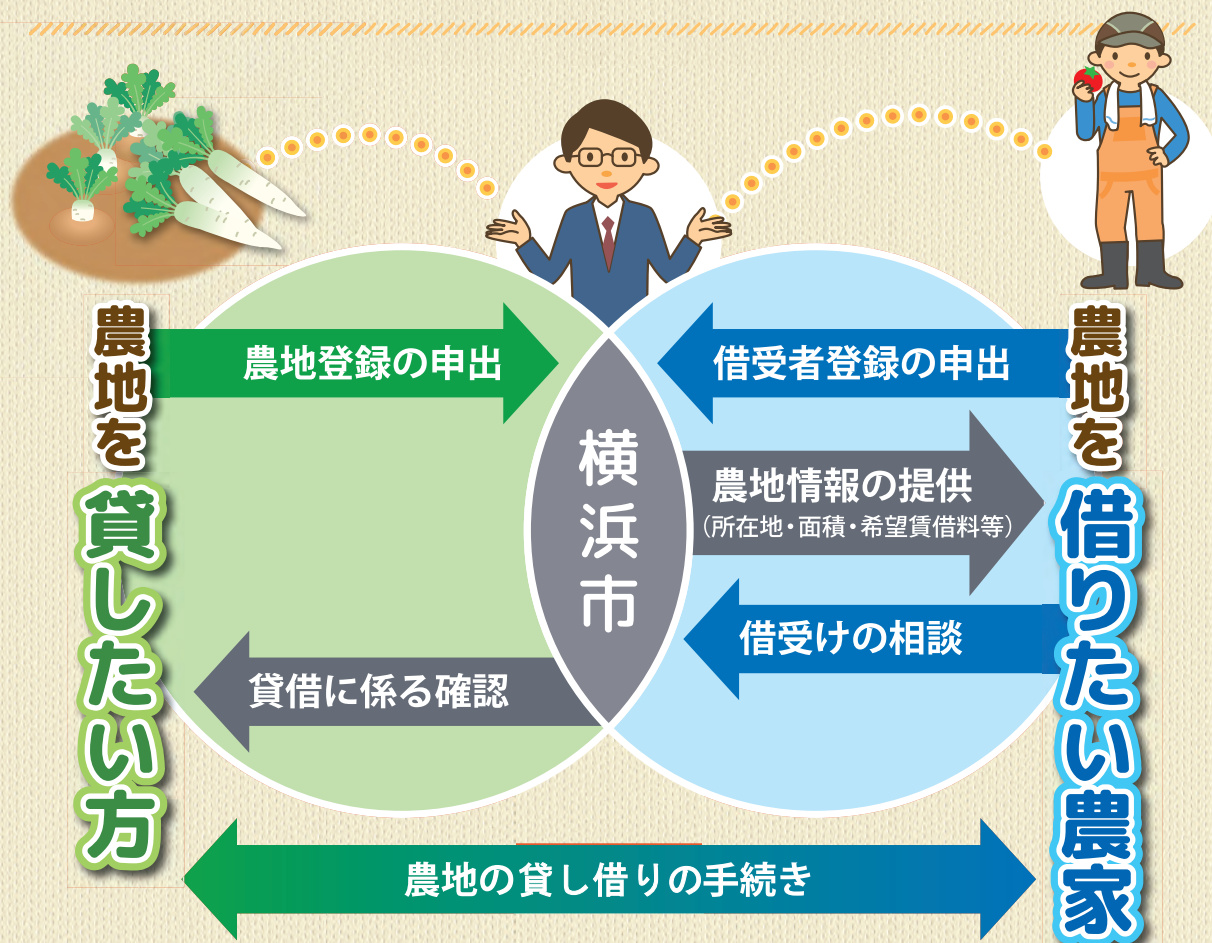 農地を貸したい方
農地登録の申出
借受者登録の申出
農地を借りたい農家
横浜市
農地情報の提供
(所在地・面積・希望賃借料等)
借受けの相談
貸借に係る確認
農地の貸し借りの手続き